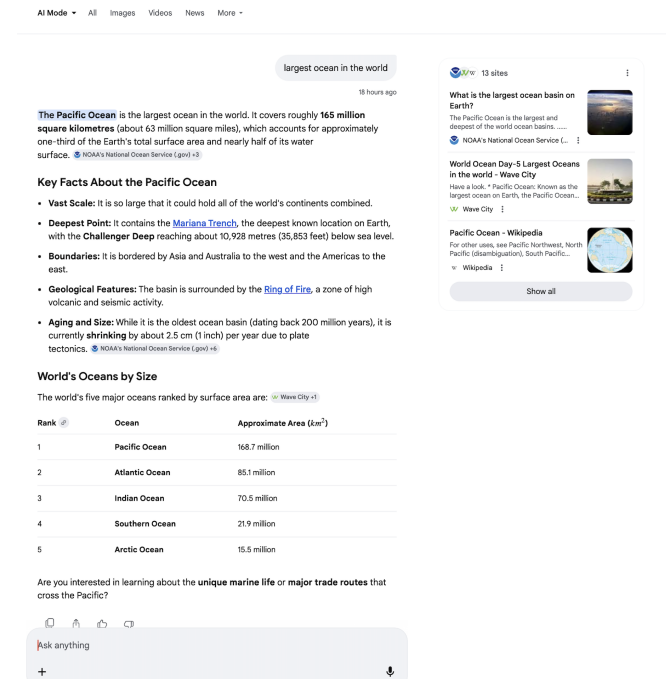 AI Mode All Images Videos News More
largest ocean in the world
18 hours ago
The Pacific Ocean is the largest ocean in the world. It covers roughly 165 million
square kilometres (about 63 million square miles), which accounts for approximately
one-third of the Earth's total surface area and nearly half of its water
surface. NOAA's National Ocean Service (.gov) +3
Key Facts About the Pacific Ocean
• Vast Scale: It is so large that it could hold all of the world's continents combined.
• Deepest Point: It contains the Mariana Trench, the deepest known location on Earth,
with the Challenger Deep reaching about 10,928 metres (35,853 feet) below sea level.
• Boundaries: It is bordered by Asia and Australia to the west and the Americas to the
east.
• Geological Features: The basin is surrounded by the Ring of Fire, a zone of high
volcanic and seismic activity.
• Aging and Size: While it is the oldest ocean basin (dating back 200 million years), it is
currently shrinking by about 2.5 cm (1 inch) per year due to plate
tectonics. NOAA's National Ocean Service (.gov) +6
World's Oceans by Size
The world's five major oceans ranked by surface area are: Wave City +1
Rank Ocean Approximate Area (km²)
1 Pacific Ocean 168.7 million
2 Atlantic Ocean 85.1 million
3 Indian Ocean 70.5 million
4 Southern Ocean 21.9 million
5 Arctic Ocean 15.5 million
Are you interested in learning about the unique marine life or major trade routes that
cross the Pacific?
Ask anything
13 sites
What is the largest ocean basin on
Earth?
The Pacific Ocean is the largest and
deepest of the world ocean basins. ......
NOAA's National Ocean Service (...
World Ocean Day-5 Largest Oceans
in the world - Wave City
Have a look. * Pacific Ocean: Known as the
largest ocean on Earth, the Pacific Ocean...
Wave City
Pacific Ocean - Wikipedia
For other uses, see Pacific Northwest, North
Pacific (disambiguation), South Pacific...
W Wikipedia
Show all